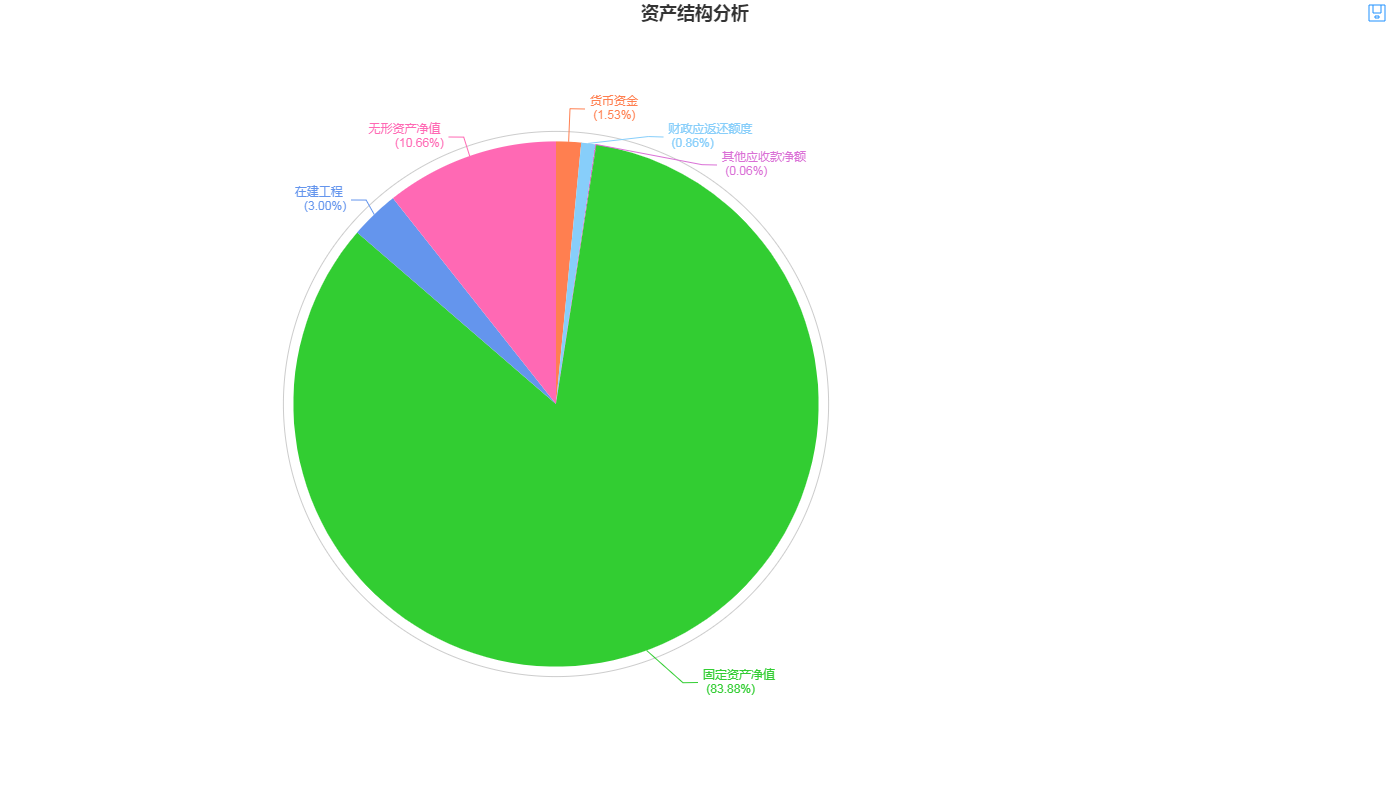 资产结构分析
货币资金
(1.53%)
财政应返还额度
(0.86%)
其他应收款净额
(0.06%)
无形资产净值
(10.66%)
在建工程
(3.00%)
固定资产净值
(83.88%)